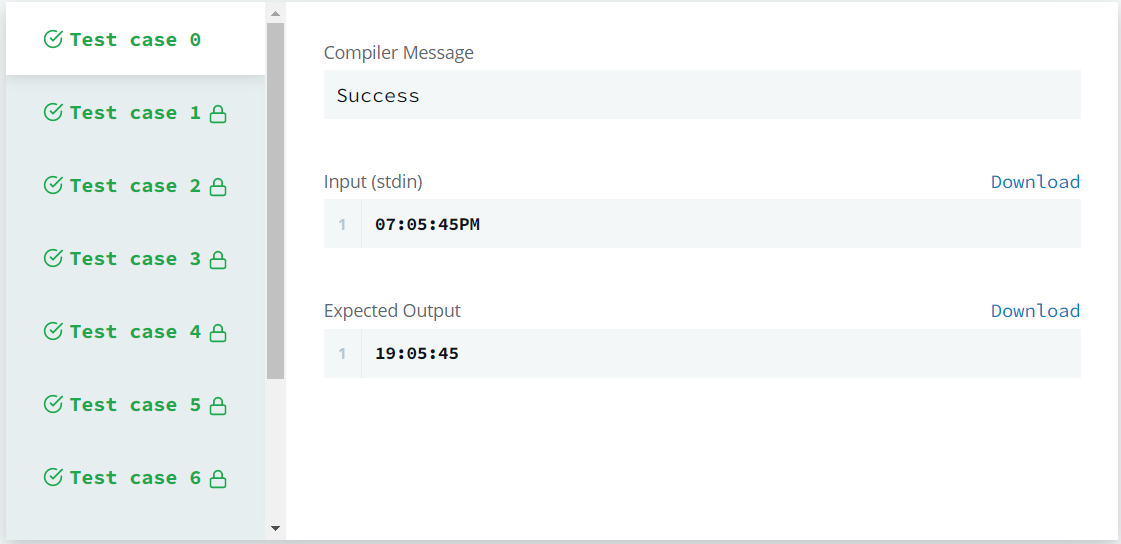 Test case 0
Test case 1
Test case 2
Test case 3
Test case 4
Test case 5
Test case 6
Compiler Message
Success
Input (stdin)
Download
1
07:05:45PM
Expected Output
Download
1
19:05:45